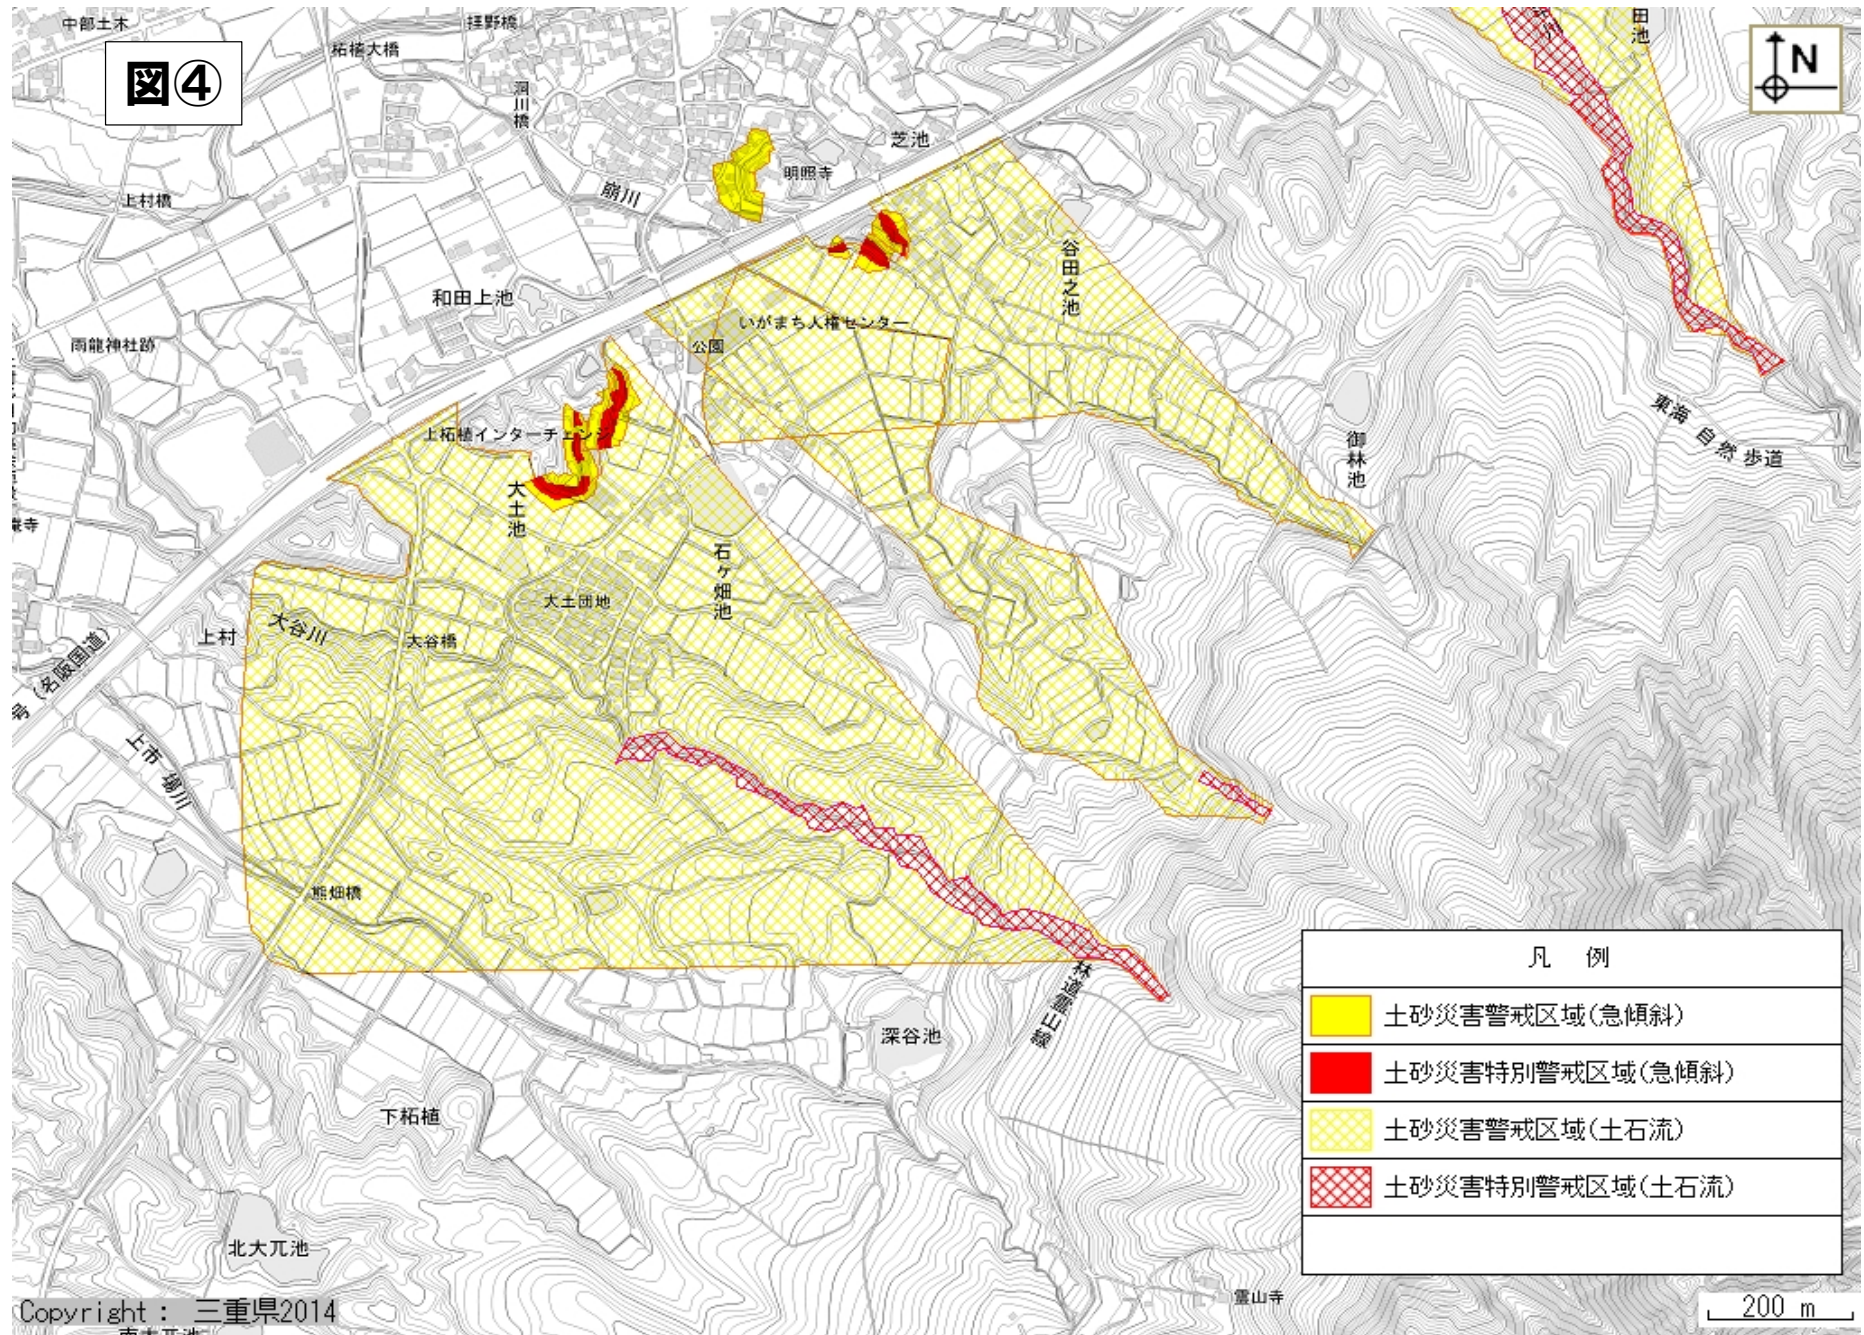 中部土木
拝野橋
図④
柘植大橋
洞川橋
田池
N
芝池
明照寺
上村橋
崩川
谷田之池
和田上池
いがまち人権センター
雨龍神社跡
公園
東海自然歩道
上柘植インターチェンジ
御林池
大土池
石ヶ畑池
大土団地
上村
大谷川
大谷橋
号(名阪国道)
上市場川
熊畑橋
林道霊山線
深谷池
下柘植
北大兀池
霊山寺
凡 例
土砂災害警戒区域(急傾斜)
土砂災害特別警戒区域(急傾斜)
土砂災害警戒区域(土石流)
土砂災害特別警戒区域(土石流)
Copyright : 三重県2014
200 m